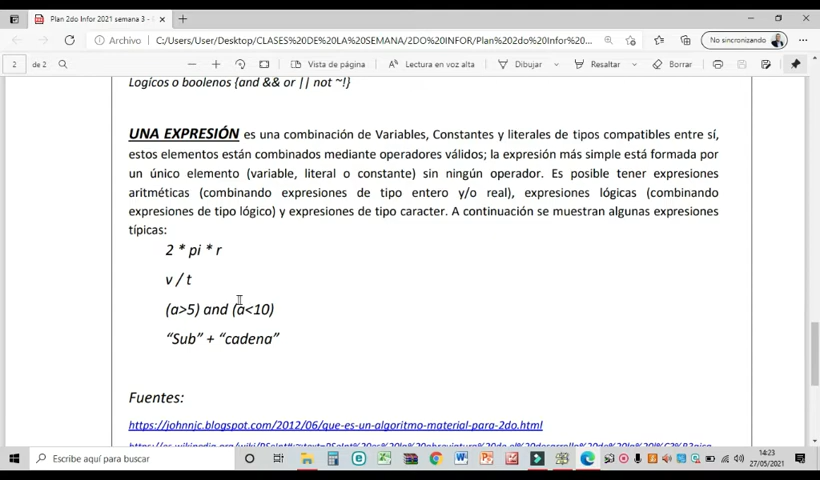 Plan 2do Infor 2021 semana 3 -
Archivo C:/Users/User/Desktop/CLASES%20DE%20LA%20SEMANA/2DO%20INFOR/Plan%202do%20Infor%20... No sincronizando
2 de 2 Vista de página Lectura en voz alta Dibujar Resaltar Borrar
Logícos o boolenos {and && or || not ~!}
UNA EXPRESIÓN es una combinación de Variables, Constantes y literales de tipos compatibles entre sí,
estos elementos están combinados mediante operadores válidos; la expresión más simple está formada por
un único elemento (variable, literal o constante) sin ningún operador. Es posible tener expresiones
aritméticas (combinando expresiones de tipo entero y/o real), expresiones lógicas (combinando
expresiones de tipo lógico) y expresiones de tipo caracter. A continuación se muestran algunas expresiones
típicas:
2 * pi * r
v / t
(a>5) and (a<10)
“Sub” + “cadena”
Fuentes:
https://johnnjc.blogspot.com/2012/06/que-es-un-algoritmo-material-para-2do.html
Escribe aquí para buscar
14:23
27/05/2021